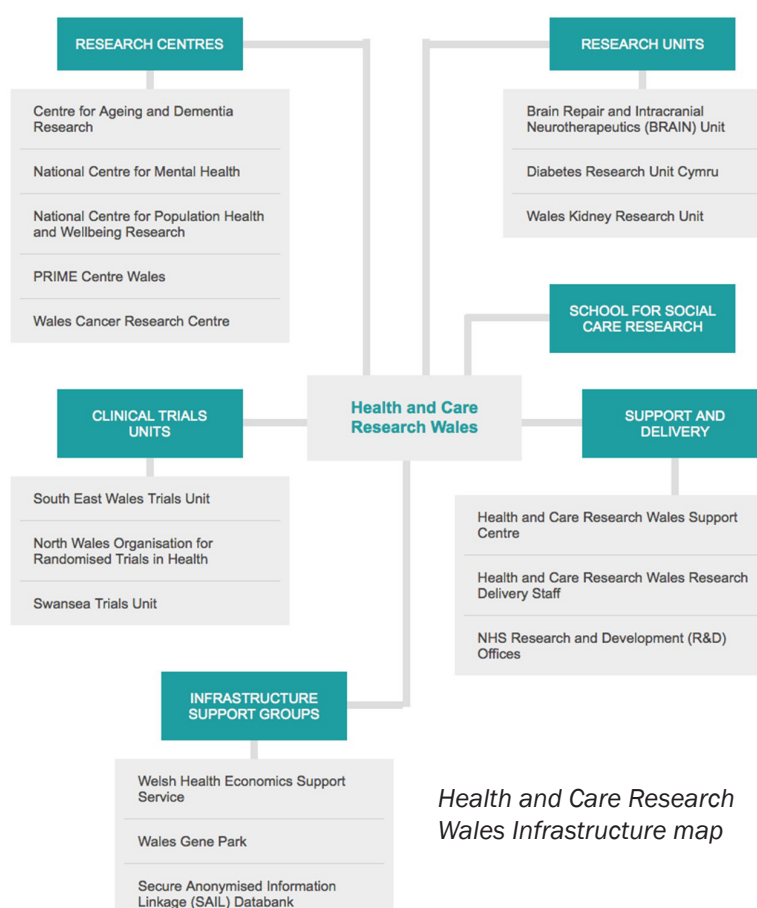 RESEARCH CENTRES
Centre for Ageing and Dementia
Research
National Centre for Mental Health
National Centre for Population Health
and Wellbeing Research
PRIME Centre Wales
Wales Cancer Research Centre
RESEARCH UNITS
Brain Repair and Intracranial
Neurotherapeutics (BRAIN) Unit
Diabetes Research Unit Cymru
Wales Kidney Research Unit
SCHOOL FOR SOCIAL
CARE RESEARCH
Health and Care
Research Wales
CLINICAL TRIALS
UNITS
South East Wales Trials Unit
North Wales Organisation for
Randomised Trials in Health
Swansea Trials Unit
SUPPORT AND
DELIVERY
Health and Care Research Wales Support
Centre
Health and Care Research Wales Research
Delivery Staff
NHS Research and Development (R&D)
Offices
INFRASTRUCTURE
SUPPORT GROUPS
Welsh Health Economics Support
Service
Wales Gene Park
Secure Anonymised Information
Linkage (SAIL) Databank
Health and Care Research
Wales Infrastructure map